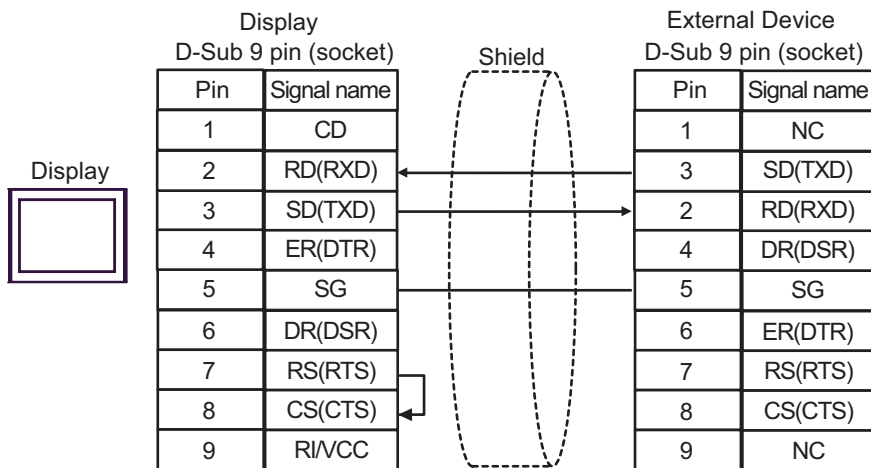 Display
D-Sub 9 pin (socket)
Shield
External Device
D-Sub 9 pin (socket)
Display
Pin Signal name
1 CD
2 RD(RXD)
3 SD(TXD)
4 ER(DTR)
5 SG
6 DR(DSR)
7 RS(RTS)
8 CS(CTS)
9 RI/VCC
Pin Signal name
1 NC
3 SD(TXD)
2 RD(RXD)
4 DR(DSR)
5 SG
6 ER(DTR)
7 RS(RTS)
8 CS(CTS)
9 NC